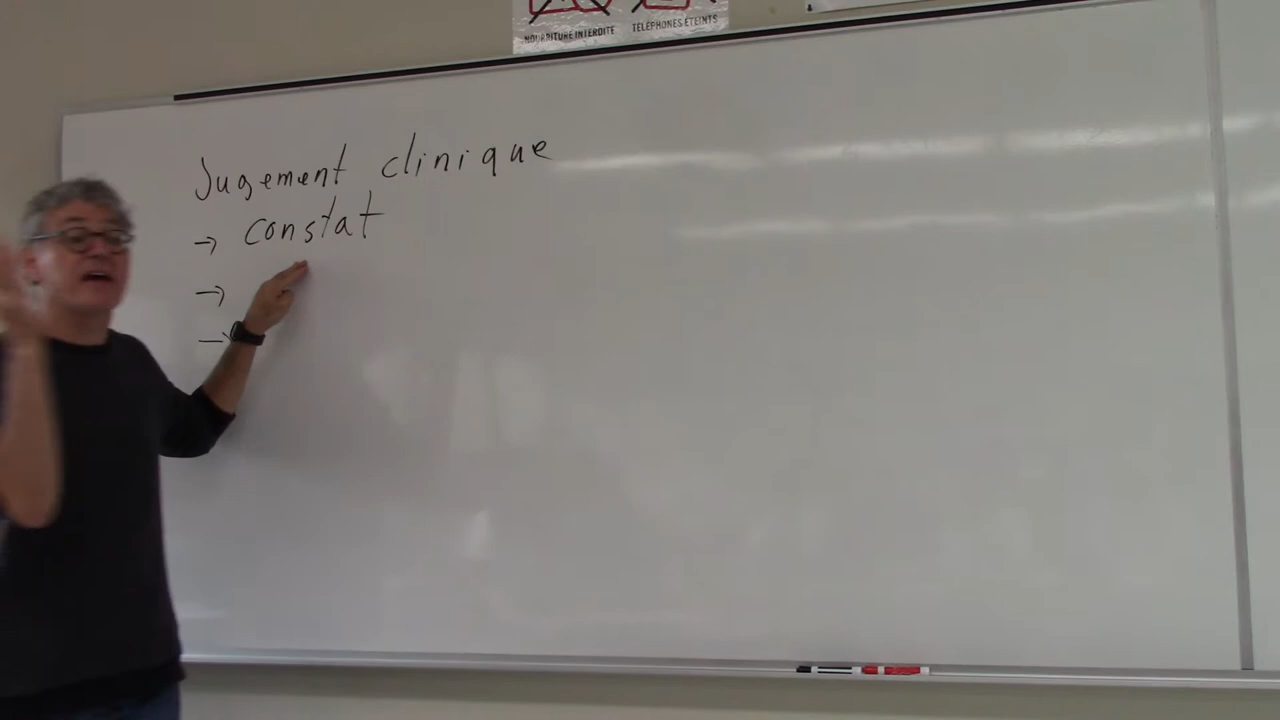 NOURRITURE INTERDITE
TÉLÉPHONES ÉTEINTS
Jugement clinique
→ constat
→
→